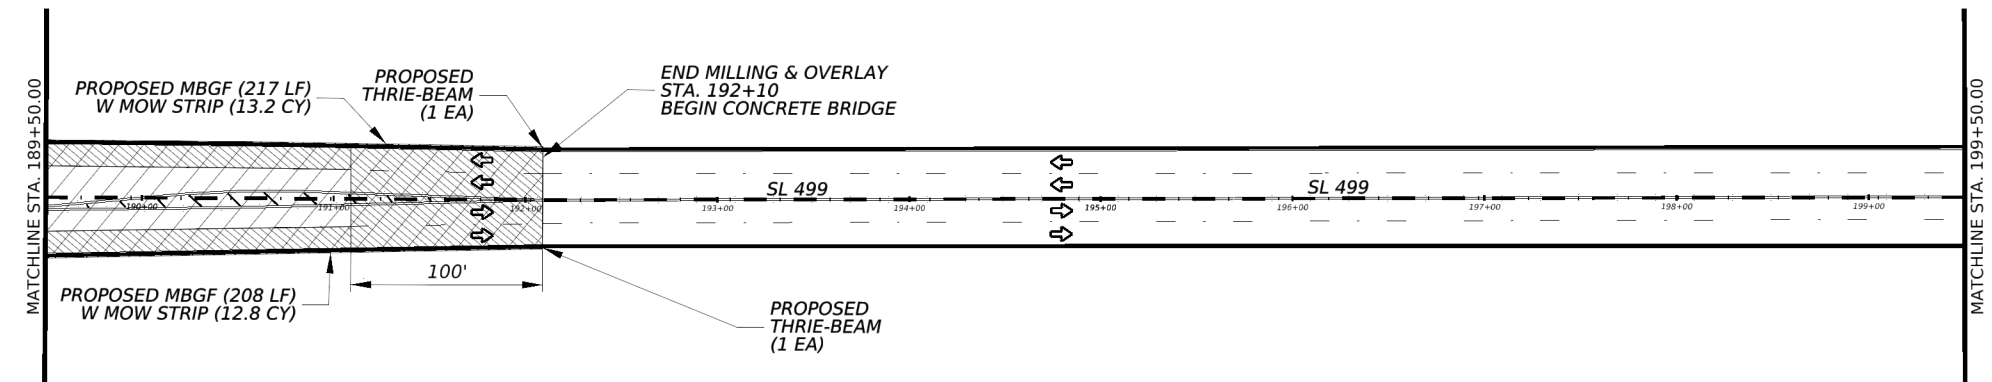 MATCHLINE STA. 189+50.00
PROPOSED MBGF (217 LF)
W MOW STRIP (13.2 CY)
PROPOSED
THRIE-BEAM
(1 EA)
END MILLING & OVERLAY
STA. 192+10
BEGIN CONCRETE BRIDGE
SL 499
SL 499
190+00
191+00
192+00
193+00
194+00
195+00
196+00
197+00
198+00
199+00
100'
PROPOSED MBGF (208 LF)
W MOW STRIP (12.8 CY)
PROPOSED
THRIE-BEAM
(1 EA)
MATCHLINE STA. 199+50.00